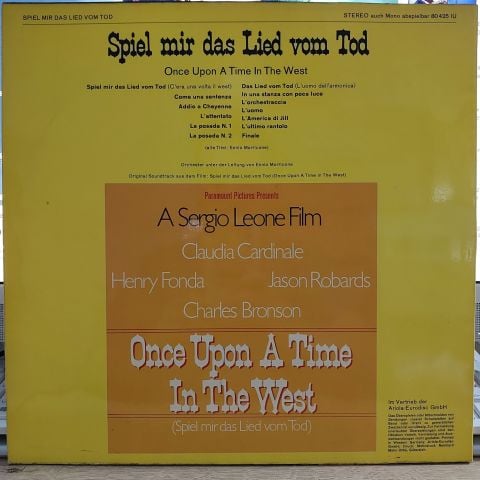 SPIEL MIR DAS LIED VOM TOD
STEREO auch Mono abspielbar 80 425 IU
Spiel mir das Lied vom Tod
Once Upon A Time In The West
Spiel mir das Lied vom Tod (C'era una volta il west)
Come una sentenza
Addio a Cheyenne
L'attentato
La posada N. 1
La posada N. 2
Das Lied vom Tod (L'uomo dell'armonica)
In una stanza con poca luce
L'orchestraccia
L'uomo
L'America di Jill
L'ultimo rantolo
Finale
(alle Titel: Ennio Morricone)
Orchester unter der Leitung von Ennio Morricone
Original Soundtrack aus dem Film: Spiel mir das Lied vom Tod (Once Upon A Time In The West)
Paramount Pictures Presents
A Sergio Leone Film
Claudia Cardinale
Henry Fonda Jason Robards
Charles Bronson
Once Upon A Time
In The West
(Spiel mir das Lied vom Tod)
Im Vertrieb der
Ariola-Eurodisc GmbH